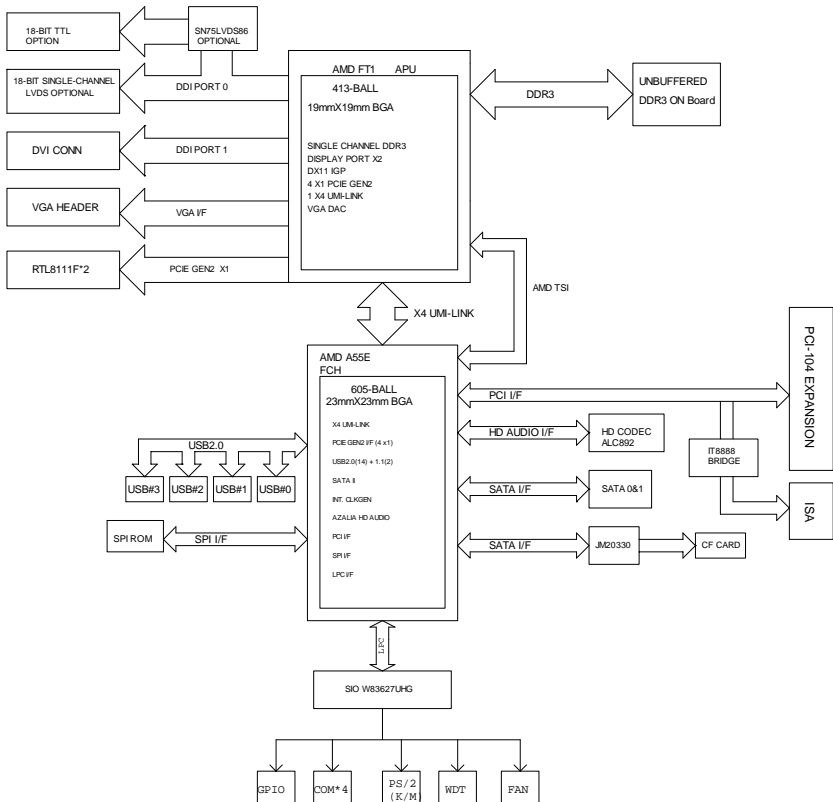 18-BIT TTL
OPTION
SN75LVDS86
OPTIONAL
18-BIT SINGLE-CHANNEL
LVDS OPTIONAL
DDI PORT 0
DVI CONN
DDI PORT 1
VGA HEADER
VGA I/F
RTL8111F*2
PCIE GEN2 X1
AMD FT1 APU
413-BALL
19mmX19mm BGA
SINGLE CHANNEL DDR3
DISPLAY PORT X2
DX11 IGP
4 X1 PCIE GEN2
1 X4 UMI-LINK
VGA DAC
DDR3
UNBUFFERED
DDR3 ON Board
AMD TSI
X4 UMI-LINK
AMD A55E
FCH
605-BALL
23mmX23mm BGA
X4 UMI-LINK
PCIE GEN2 I/F (4 x1)
USB2.0(14) + 1.1(2)
SATA II
INT. CLKGEN
AZALIA HD AUDIO
PCI I/F
SPI I/F
LPC I/F
USB2.0
USB#3
USB#2
USB#1
USB#0
SPI ROM
SPI I/F
PCI I/F
PCI-104 EXPANSION
HD AUDIO I/F
HD CODEC
ALC892
IT8888
BRIDGE
SATA I/F
SATA 0&1
ISA
SATA I/F
JM20330
CF CARD
LPC
SIO W83627UHG
GPIO
COM*4
PS/2
(K/M)
WDT
FAN